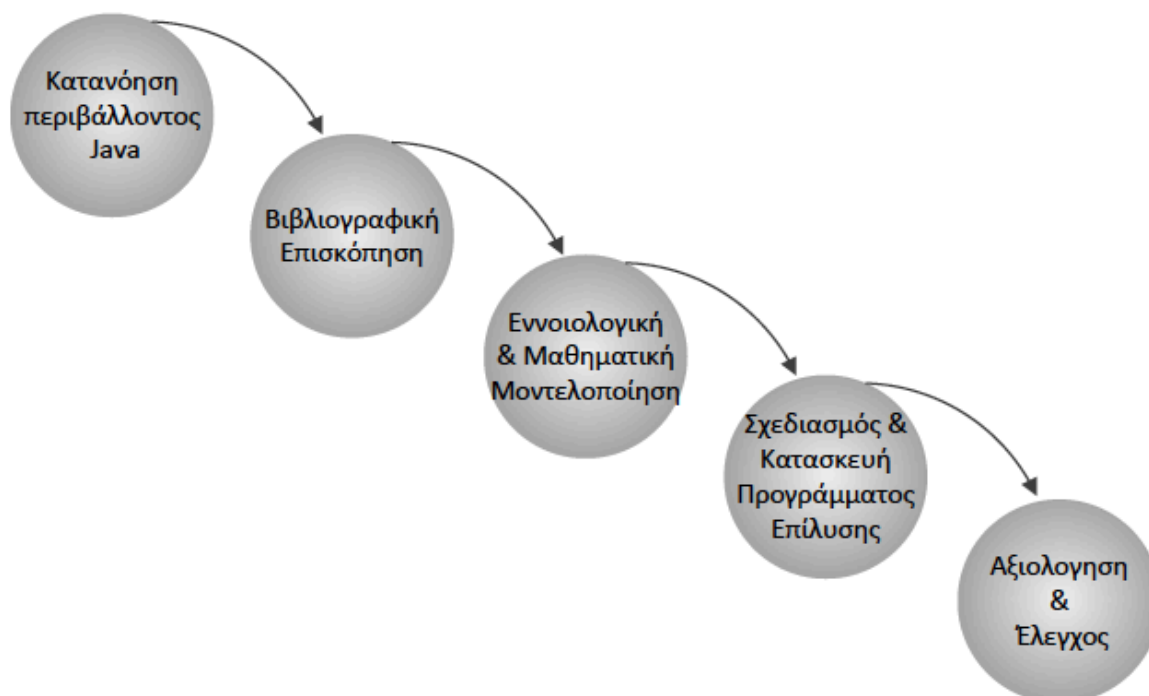 Κατανόηση
περιβάλλοντος
Java
Βιβλιογραφική
Επισκόπηση
Εννοιολογική
& Μαθηματική
Μοντελοποίηση
Σχεδιασμός &
Κατασκευή
Προγράμματος
Επίλυσης
Αξιολογηση
&
Έλεγχος